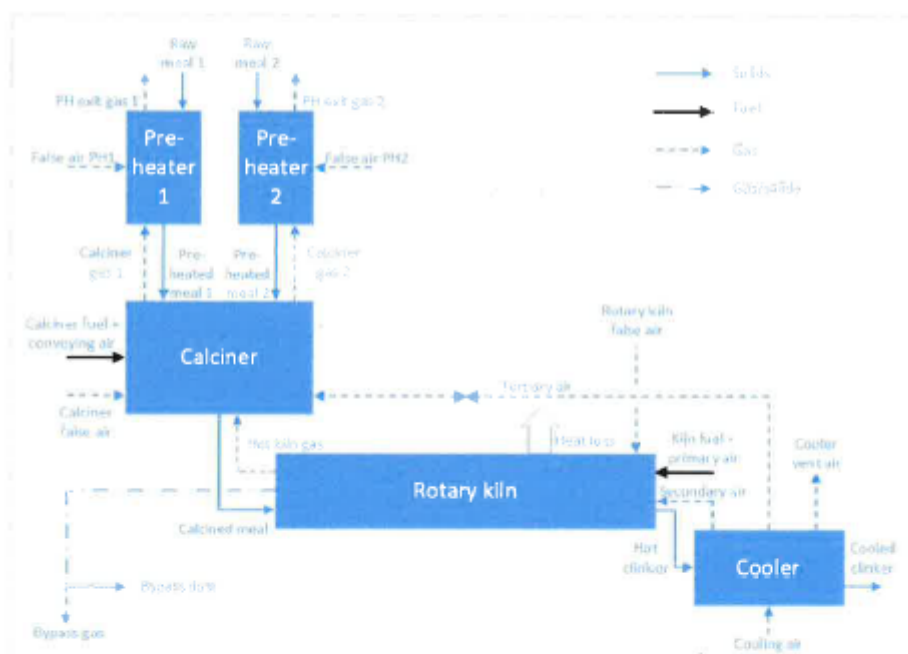 Raw
meal 1
Raw
meal 2
PH exit gas 1
PH exit gas 2
Solids
Fuel
Gas
Gas/solids
Pre-
heater
1
Pre-
heater
2
False air PH1
False air PH2
Calciner
gas 1
Pre-
heated
meal 1
Pre-
heated
meal 2
Calciner
gas 2
Calciner fuel +
conveying air
Calciner
Rotary kiln
false air
Tertiary air
Calciner
false air
Hot kiln gas
Heat loss
Kiln fuel +
primary air
Cooler
vent air
Rotary kiln
Secondary air
Calcined meal
Hot
clinker
Cooler
Cooled
clinker
Bypass dust
Bypass gas
Cooling air